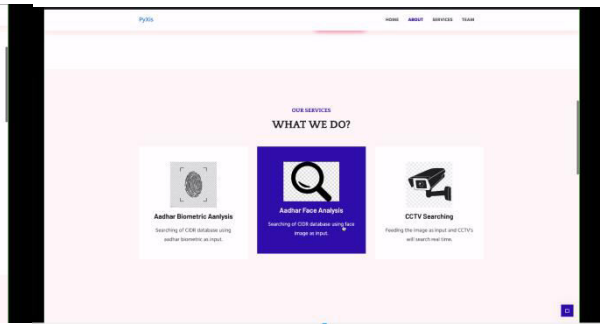 Pyxis
HOME ABOUT SERVICES TEAM
OUR SERVICES
WHAT WE DO?
Aadhar Biometric Aanlysis
Searching of CIDR database using
aadhar biometric as input.
Aadhar Face Analysis
Searching of CIDR database using face
image as input.
CCTV Searching
Feeding the image as input and CCTV's
will search real time.